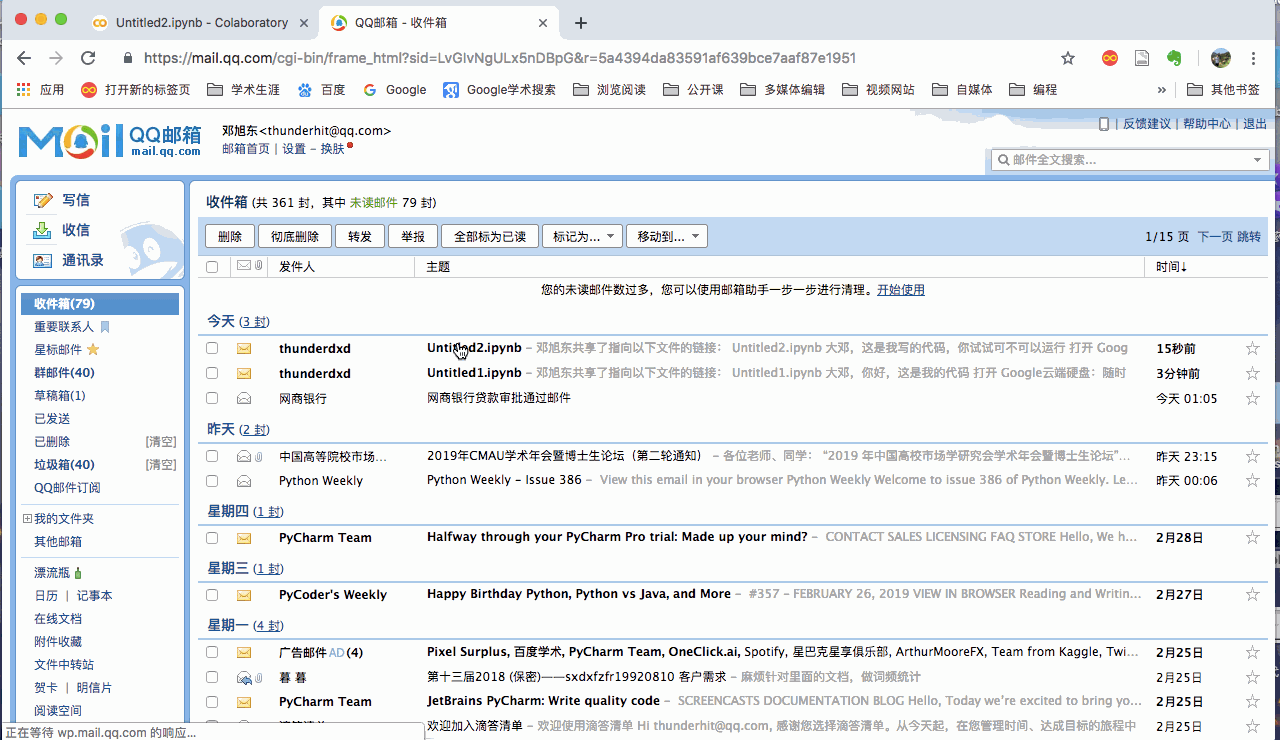 Untitled2.ipynb - Colaboratory
QQ邮箱 - 收件箱
https://mail.qq.com/cgi-bin/frame_html?sid=LvGlvNgULx5nDBpG&r=5a4394da83591af639bce7aaf87e1951
应用 打开新的标签页 学术生涯 百度 Google Google学术搜索 浏览阅读 公开课 多媒体编辑 视频网站 自媒体 编程 » 其他书签
Mail QQ邮箱 mail.qq.com
邓旭东<thunderhit@qq.com>
邮箱首页 | 设置 - 换肤
反馈建议 | 帮助中心 | 退出
邮件全文搜索...
写信
收信
通讯录
收件箱(79)
重要联系人
星标邮件
群邮件(40)
草稿箱(1)
已发送
已删除 [清空]
垃圾箱(40) [清空]
QQ邮件订阅
我的文件夹
其他邮箱
漂流瓶
日历 | 记事本
在线文档
附件收藏
文件中转站
贺卡 | 明信片
阅读空间
正在等待 wp.mail.qq.com 的响应...
收件箱 (共 361 封，其中 未读邮件 79 封)
删除 彻底删除 转发 举报 全部标为已读 标记为... 移动到... 1/15 页 下一页 跳转
发件人 主题 时间↓
您的未读邮件数过多，您可以使用邮箱助手一步一步进行清理。开始使用
今天 (3 封)
thunderdxd Untitled2.ipynb - 邓旭东共享了指向以下文件的链接： Untitled2.ipynb 大邓，这是我写的代码，你试试可不可以运行 打开 Goog 15秒前
thunderdxd Untitled1.ipynb - 邓旭东共享了指向以下文件的链接： Untitled1.ipynb 大邓，你好，这是我的代码 打开 Google云端硬盘：随时 3分钟前
网商银行 网商银行贷款审批通过邮件 今天 01:05
昨天 (2 封)
中国高等院校市场... 2019年CMAU学术年会暨博士生论坛（第二轮通知） - 各位老师、同学： “2019 年中国高校市场学研究会学术年会暨博士生论坛”... 昨天 23:15
Python Weekly Python Weekly - Issue 386 - View this email in your browser Python Weekly Welcome to issue 386 of Python Weekly. Le... 昨天 00:06
星期四 (1 封)
PyCharm Team Halfway through your PyCharm Pro trial: Made up your mind? - CONTACT SALES LICENSING FAQ STORE Hello, We h... 2月28日
星期三 (1 封)
PyCoder's Weekly Happy Birthday Python, Python vs Java, and More - #357 – FEBRUARY 26, 2019 VIEW IN BROWSER Reading and Writin... 2月27日
星期一 (4 封)
广告邮件 AD (4) Pixel Surplus, 百度学术, PyCharm Team, OneClick.ai, Spotify, 星巴克星享俱乐部, ArthurMooreFX, Team from Kaggle, Twi... 2月25日
暮 暮 第十三届2018 (保密)——sxdxfzfr19920810 客户需求 - 麻烦针对里面的文档，做词频统计 2月25日
PyCharm Team JetBrains PyCharm: Write quality code - SCREENCASTS DOCUMENTATION BLOG Hello, Today we're excited to bring yo... 2月25日
欢迎加入滴答清单 - 欢迎使用滴答清单 Hi thunderhit@qq.com, 感谢您选择滴答清单。从今天起，在您管理时间、达成目标的旅程中 2月25日